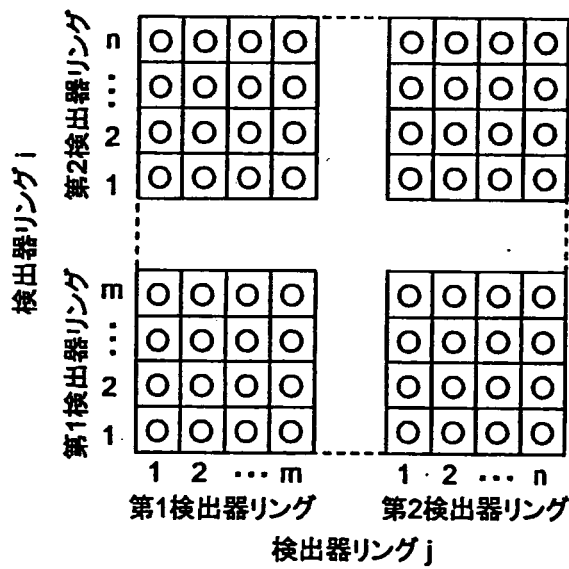 検出器リング i
第2検出器リング
n
⋮
2
1
第1検出器リング
m
⋮
2
1
1 2 … m
1 2 … n
第1検出器リング
第2検出器リング
検出器リング j